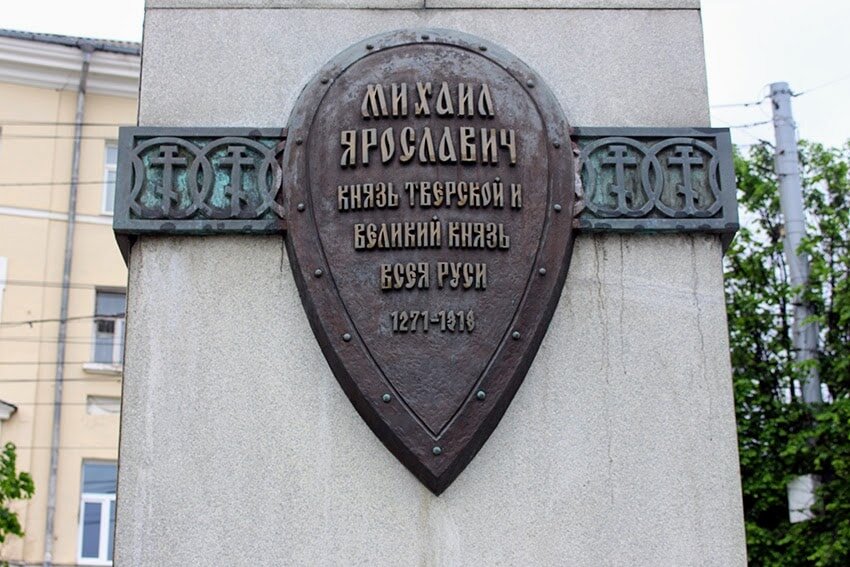 МИХАИЛ
ЯРОСЛАВИЧ
КНЯЗЬ ТВЕРСКОЙ И
ВЕЛИКИЙ КНЯЗЬ
ВСЕЯ РУСИ
1271-1318